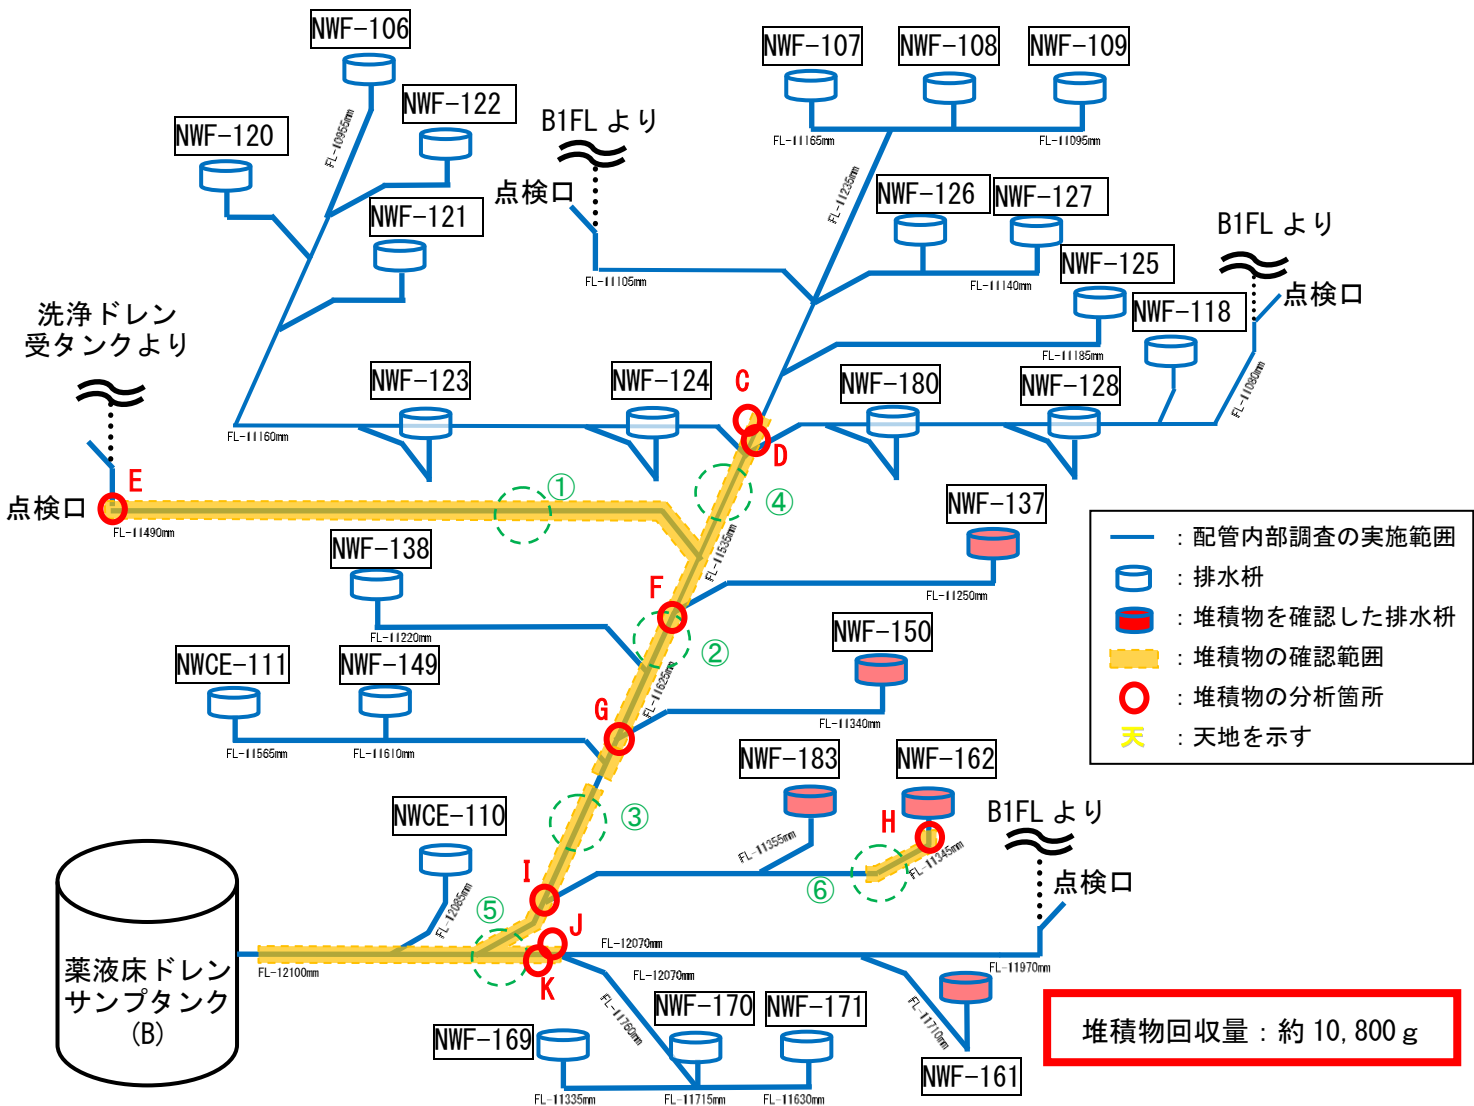 NWF-106
NWF-107
NWF-108
NWF-109
NWF-122
NWF-120
B1FL より
FL-10955mm
FL-11165mm
FL-11095mm
点検口
NWF-121
FL-11235mm
NWF-126
NWF-127
B1FL より
NWF-125
FL-11105mm
FL-11140mm
点検口
NWF-118
洗浄ドレン
受タンクより
FL-11185mm
NWF-123
NWF-124
C
NWF-180
NWF-128
FL-11080mm
FL-11160mm
D
E
①
④
点検口
FL-11490mm
NWF-137
FL-11535mm
NWF-138
F
FL-11250mm
FL-11220mm
②
NWF-150
NWCE-111
NWF-149
FL-11625mm
G
FL-11340mm
FL-11565mm
FL-11610mm
：配管内部調査の実施範囲
：排水枡
：堆積物を確認した排水枡
：堆積物の確認範囲
：堆積物の分析箇所
天 ：天地を示す
NWF-183
NWF-162
NWCE-110
③
H
B1FL より
FL-11355mm
FL-11345mm
I
⑥
点検口
⑤
FL-12085mm
J
FL-12070mm
K
FL-12100mm
FL-12070mm
FL-11970mm
薬液床ドレン
サンプタンク
(B)
FL-11760mm
NWF-170
NWF-171
FL-11710mm
NWF-169
NWF-161
FL-11335mm
FL-11715mm
FL-11630mm
堆積物回収量：約 10,800ｇ